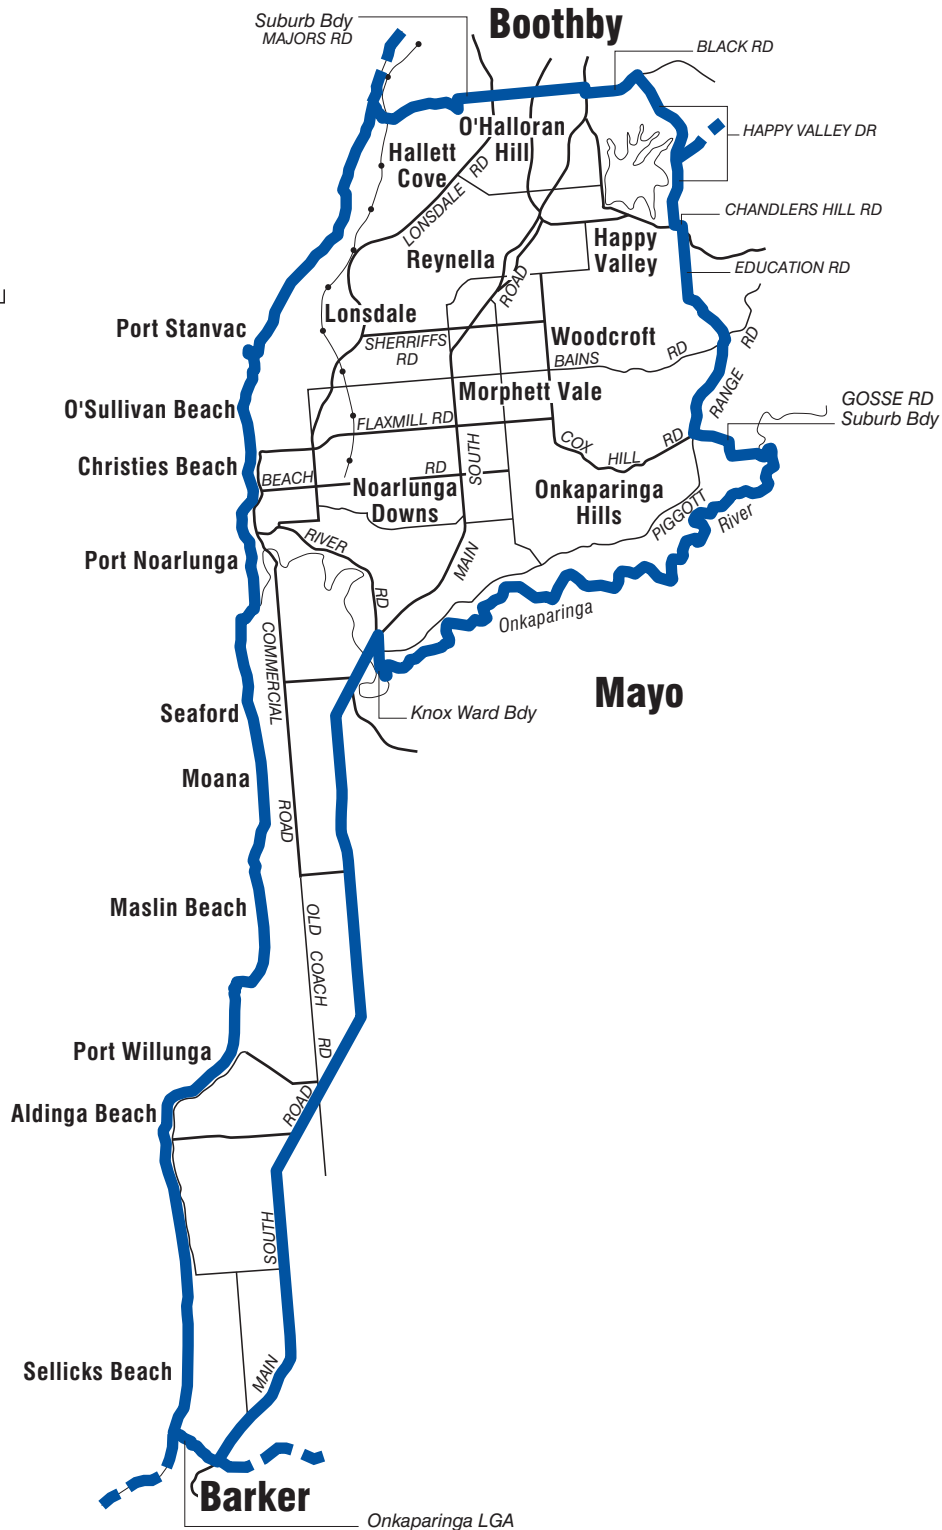 Suburb Bdy
MAJORS RD
Boothby
BLACK RD
HAPPY VALLEY DR
O'Halloran
Hill
Hallett
Cove
LONSDALE RD
CHANDLERS HILL RD
Happy
Valley
Reynella
EDUCATION RD
ROAD
Lonsdale
Port Stanvac
SHERRIFFS
RD
Woodcroft
BAINS RD
RANGE RD
Morphett Vale
O'Sullivan Beach
GOSSE RD
Suburb Bdy
FLAXMILL RD
COX HILL RD
Christies Beach
BEACH RD
SOUTH
Noarlunga
Downs
Onkaparinga
Hills
PIGGOTT
River
RIVER RD
MAIN
Port Noarlunga
Onkaparinga
COMMERCIAL
Mayo
Seaford
Knox Ward Bdy
Moana
ROAD
Maslin Beach
OLD COACH RD
Port Willunga
ROAD
Aldinga Beach
SOUTH
MAIN
Sellicks Beach
Barker
Onkaparinga LGA